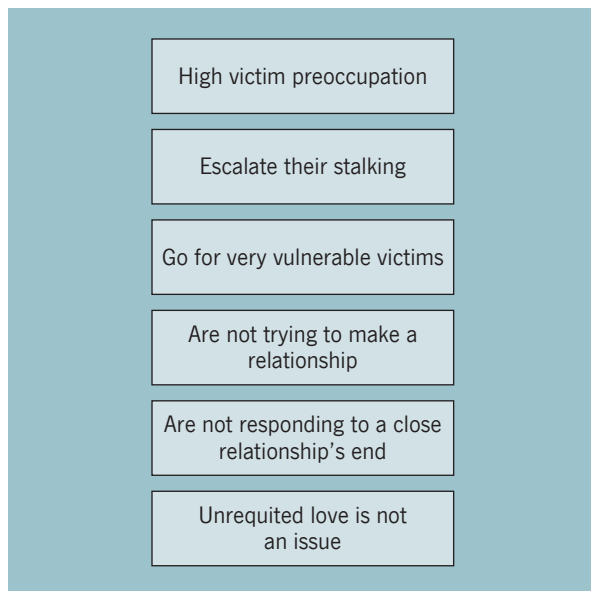 High victim preoccupation
Escalate their stalking
Go for very vulnerable victims
Are not trying to make a
relationship
Are not responding to a close
relationship’s end
Unrequited love is not
an issue